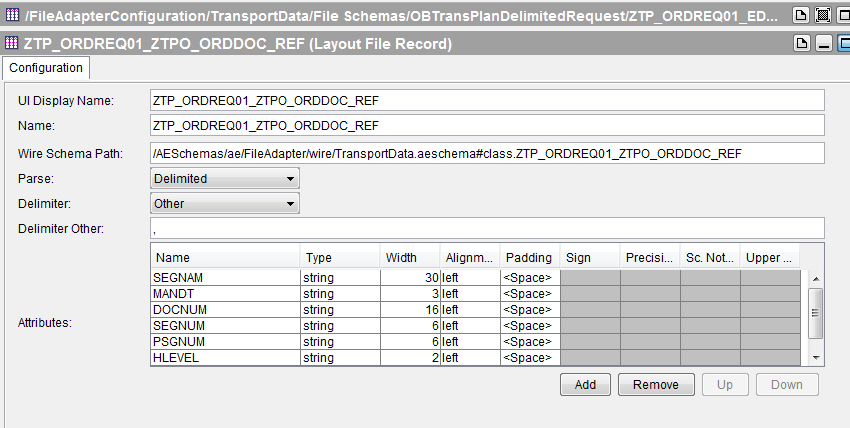 /FileAdapterConfiguration/TransportData/File Schemas/OBTransPlanDelimitedRequest/ZTP_ORDREQ01_ED...
ZTP_ORDREQ01_ZTPO_ORDDOC_REF (Layout File Record)
Configuration
UI Display Name: ZTP_ORDREQ01_ZTPO_ORDDOC_REF
Name: ZTP_ORDREQ01_ZTPO_ORDDOC_REF
Wire Schema Path: /AESchemas/ae/FileAdapter/wire/TransportData.aeschema#class.ZTP_ORDREQ01_ZTPO_ORDDOC_REF
Parse: Delimited
Delimiter: Other
Delimiter Other: ,
Attributes:
Name Type Width Alignm... Padding Sign Precisi... Sc. Not... Upper ...
SEGNAM string 30 left <Space>
MANDT string 3 left <Space>
DOCNUM string 16 left <Space>
SEGNUM string 6 left <Space>
PSGNUM string 6 left <Space>
HLEVEL string 2 left <Space>
Add Remove Up Down